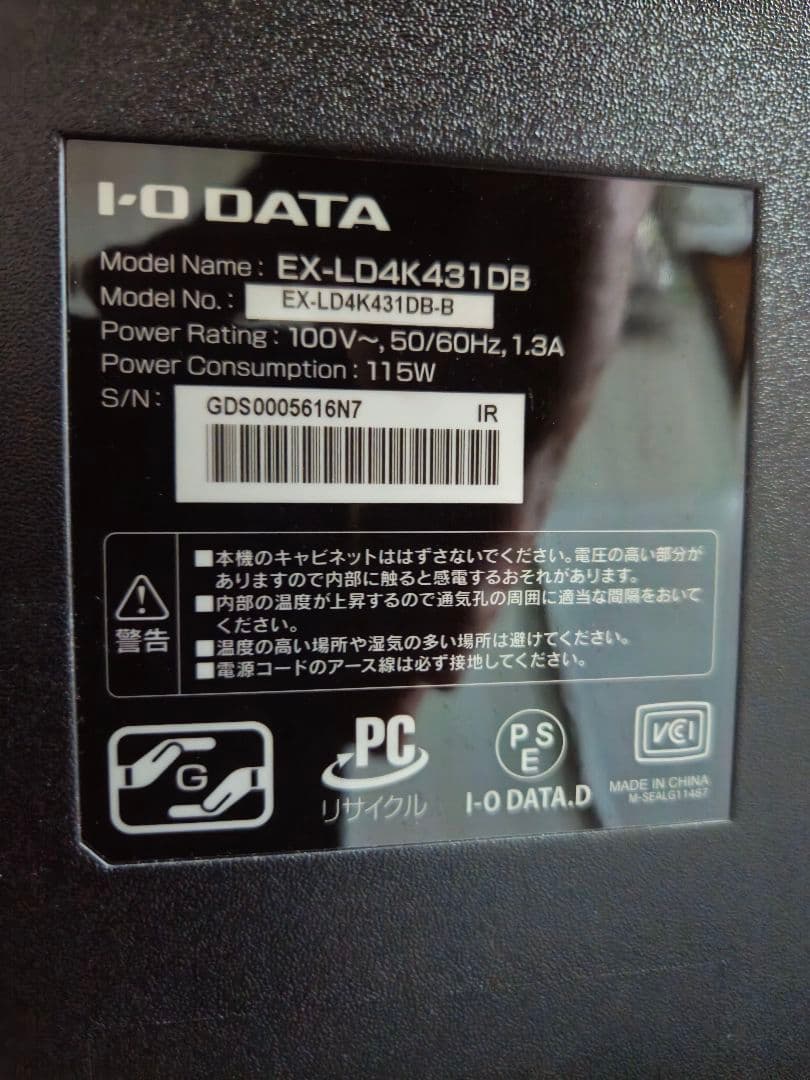 I-O DATA
Model Name : EX-LD4K431DB
Model No. : EX-LD4K431DB-B
Power Rating : 100V～, 50/60Hz, 1.3A
Power Consumption : 115W
S/N : GDS0005616N7 IR
警告
■本機のキャビネットははずさないでください。電圧の高い部分が
ありますので内部に触ると感電するおそれがあります。
■内部の温度が上昇するので通気孔の周囲に適当な間隔をおいて
ください。
■温度の高い場所や湿気の多い場所は避けてください。
■電源コードのアース線は必ず接地してください。
G
PC
リサイクル
PSE
I-O DATA.D
VCI
MADE IN CHINA
M-SEALG11467